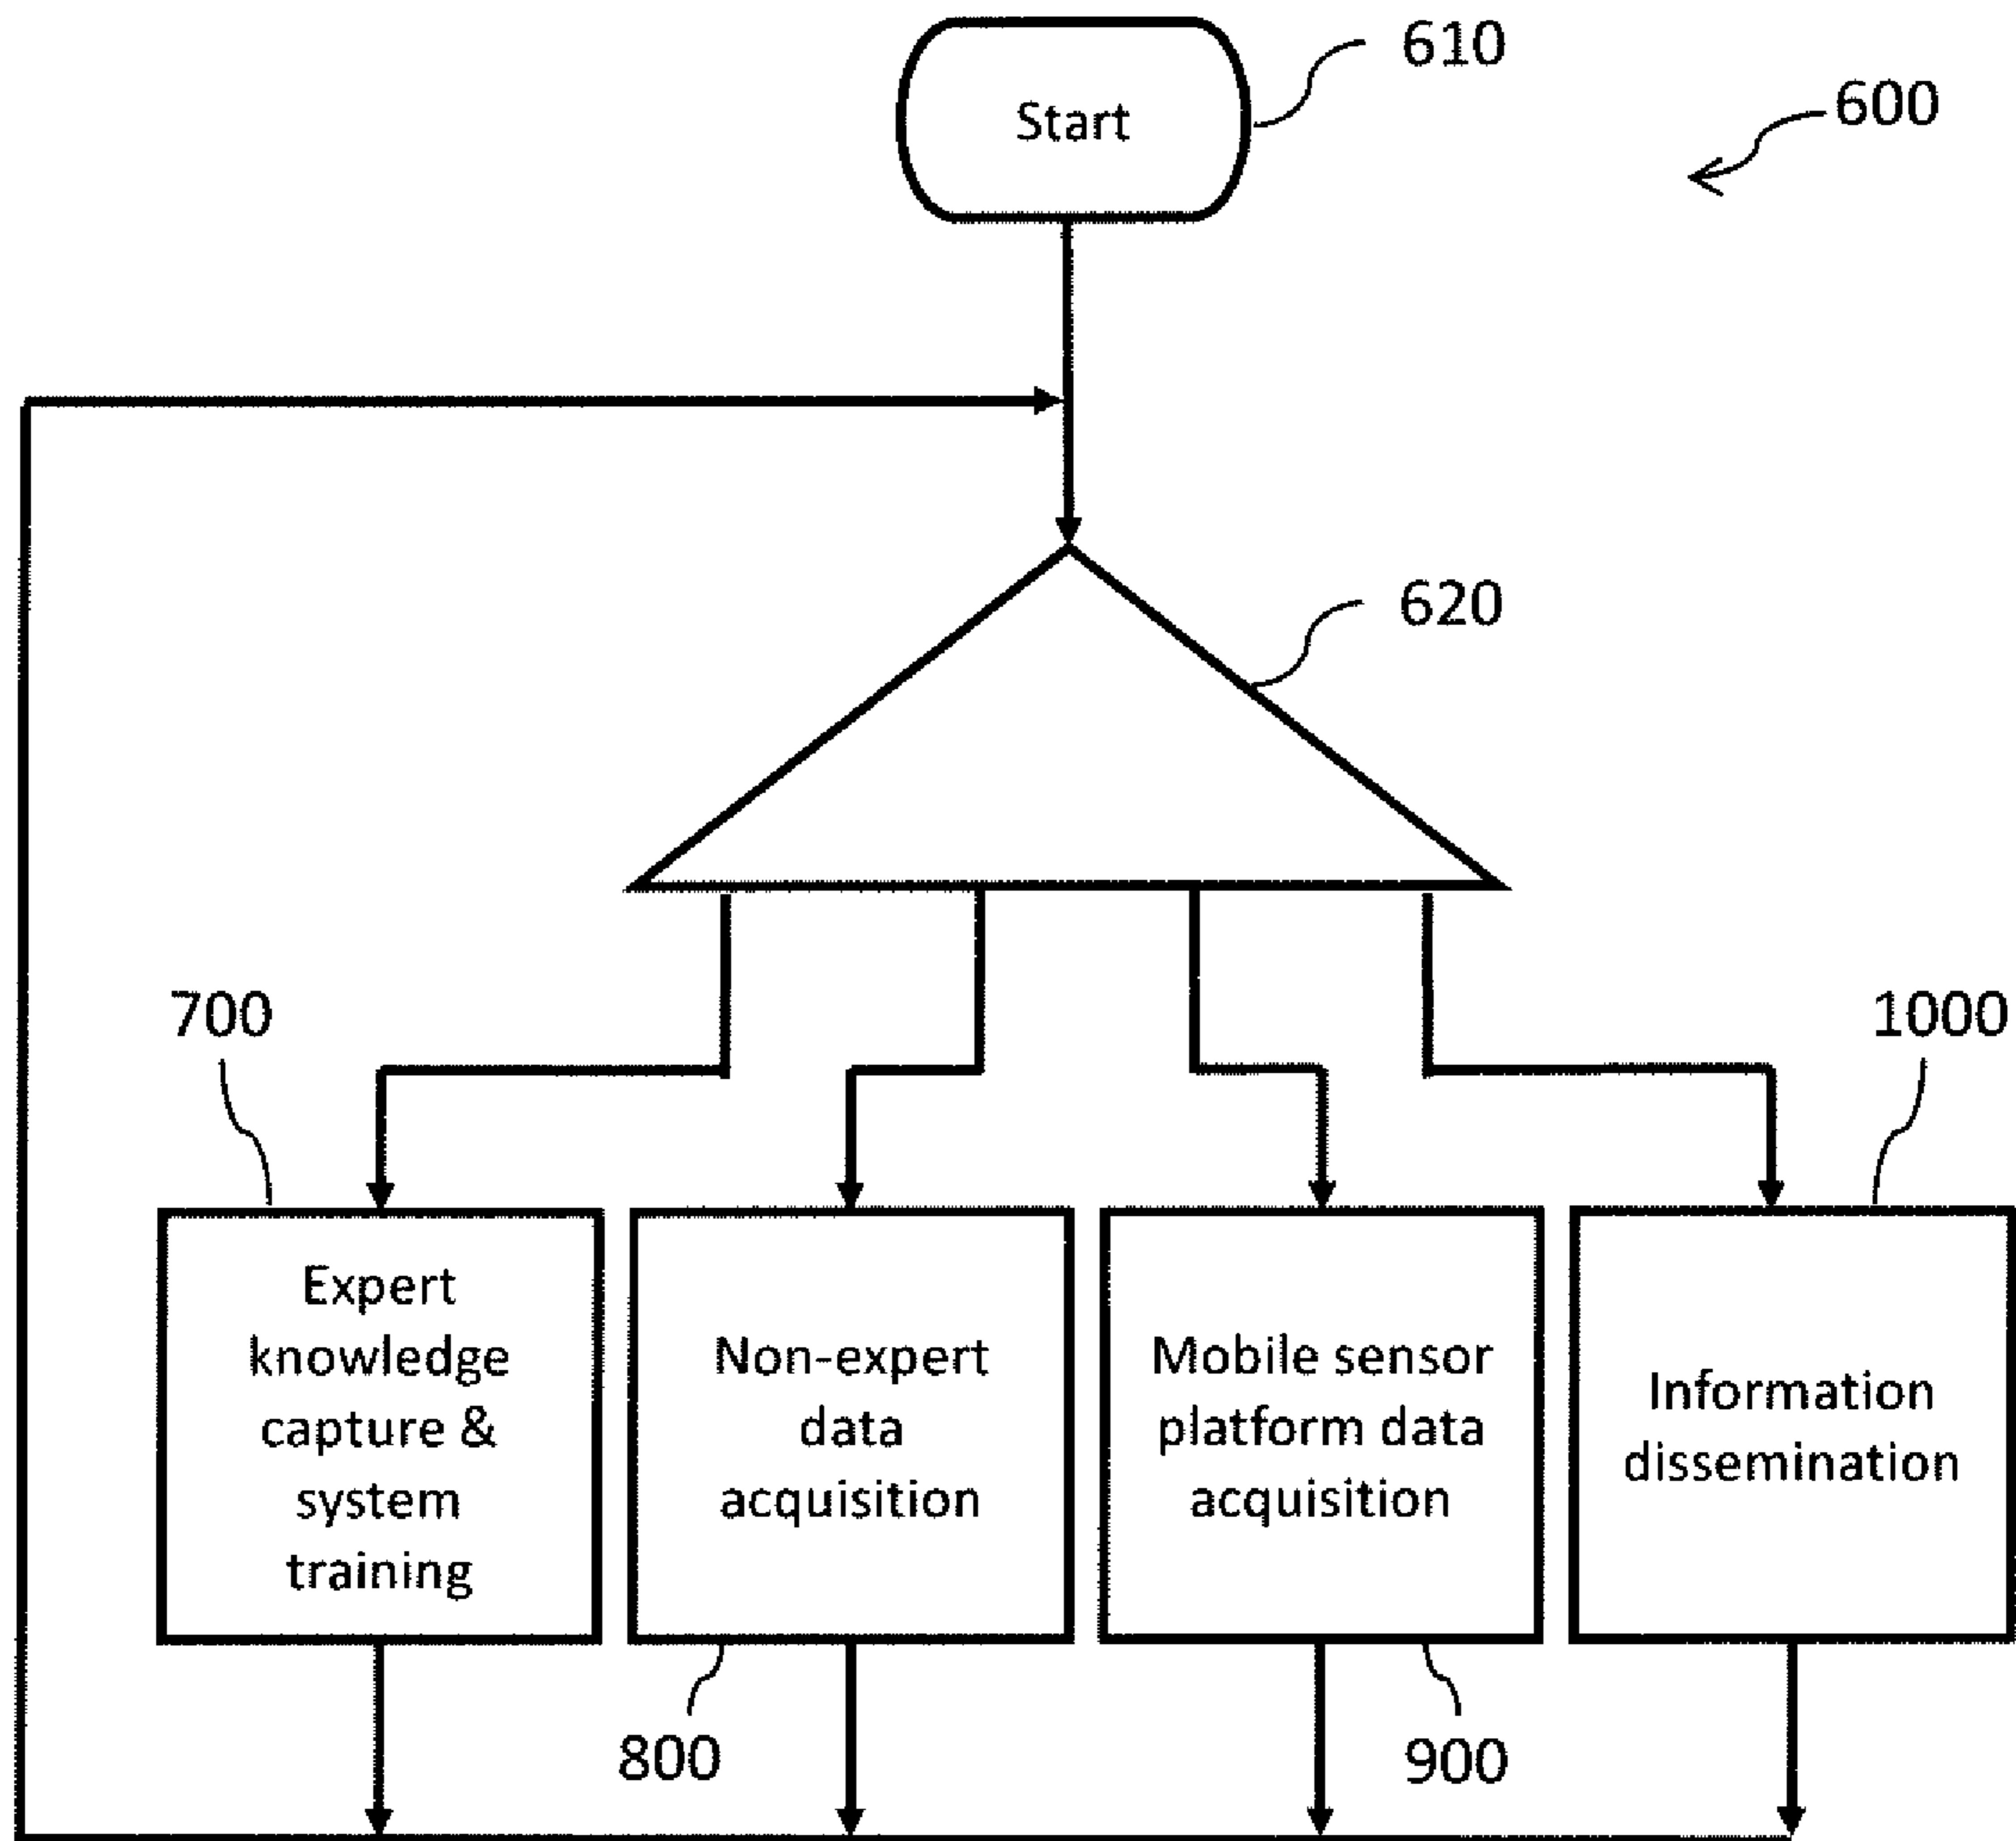 610
Start
600
620
700
1000
Expert
knowledge
capture &
system
training
Non-expert
data
acquisition
Mobile sensor
platform data
acquisition
Information
dissemination
800
900